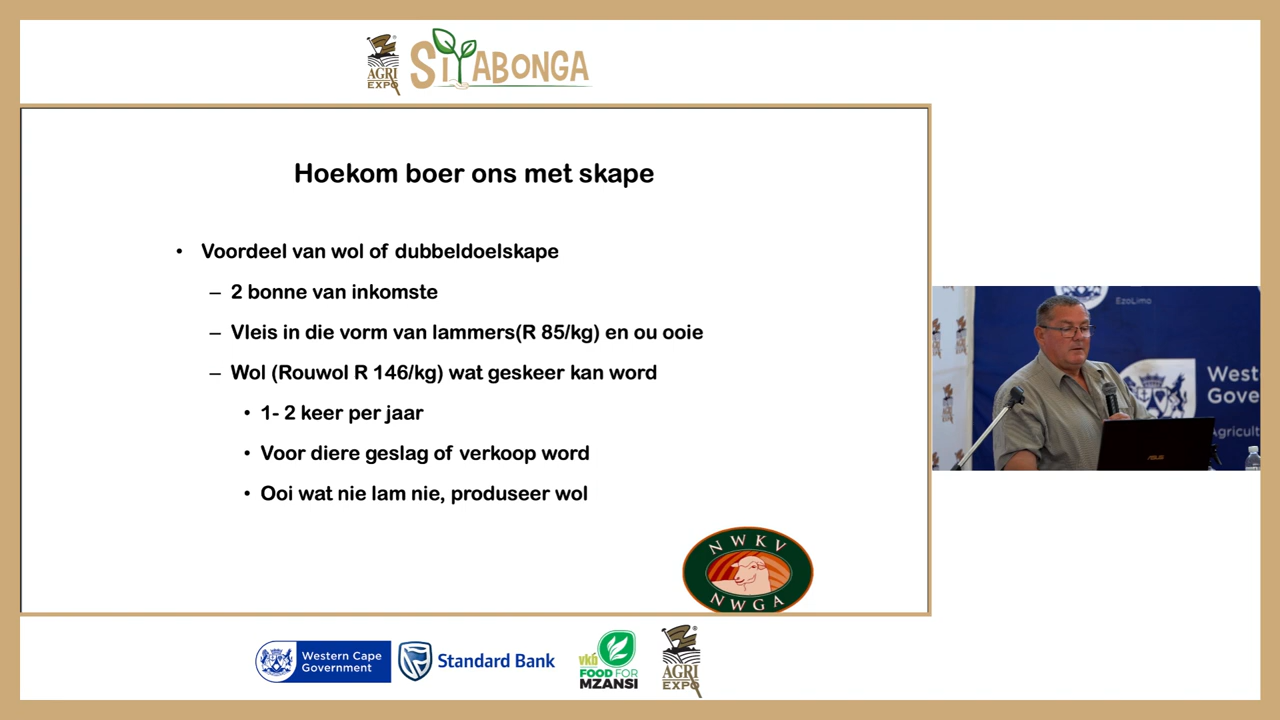 AGRI
EXPO
SIYABONGA
Hoekom boer ons met skape
• Voordeel van wol of dubbeldoelskape
– 2 bonne van inkomste
– Vleis in die vorm van lammers(R 85/kg) en ou ooie
– Wol (Rouwol R 146/kg) wat geskeer kan word
• 1- 2 keer per jaar
• Voor diere geslag of verkoop word
• Ooi wat nie lam nie, produseer wol
NWKV
NWGA
EzoLimo
West
Gove
Agricult
ASUS
Western Cape
Government
Standard Bank
vkb
FOOD FOR
MZANSI
AGRI
EXPO